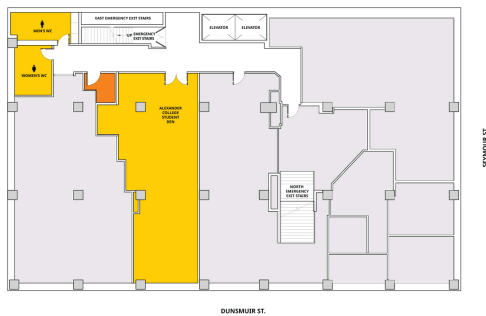 MEN'S WC
EAST EMERGENCY EXIT STAIRS
UP
EMERGENCY
EXIT STAIRS
ELEVATOR
ELEVATOR
WOMEN'S WC
ALEXANDER
COLLEGE
STUDENT
DEN
NORTH
EMERGENCY
EXIT STAIRS
SEYMOUR ST.
DUNSMUIR ST.